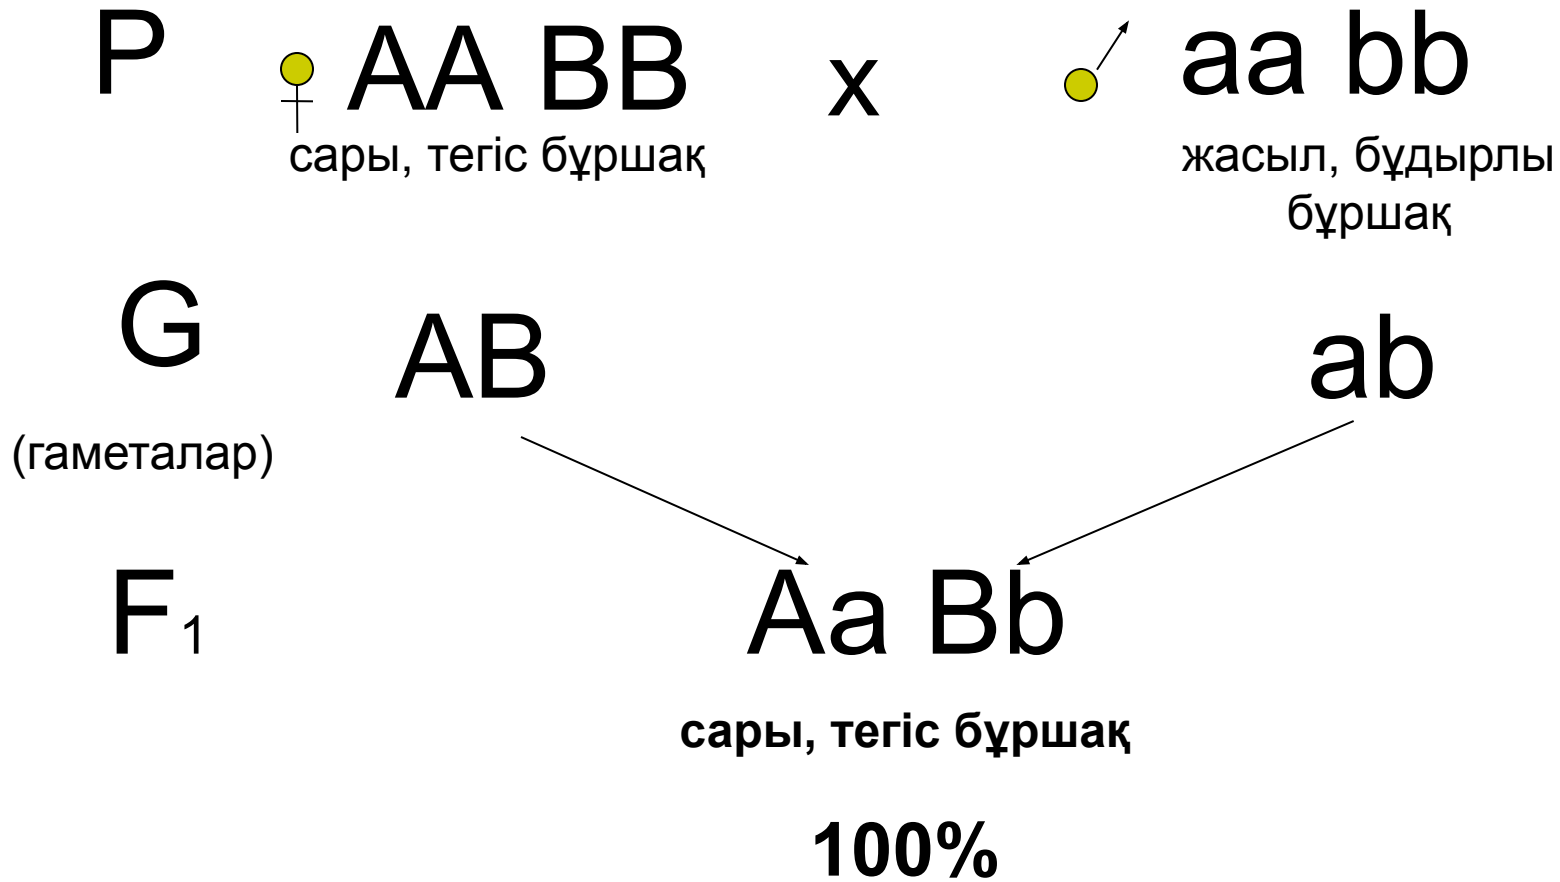 P AA BB x aa bb
сары, тегіс бұршақ жасыл, бұдырлы
бұршақ
G AB ab
(гаметалар)
F1 Aa Bb
сары, тегіс бұршақ
100%